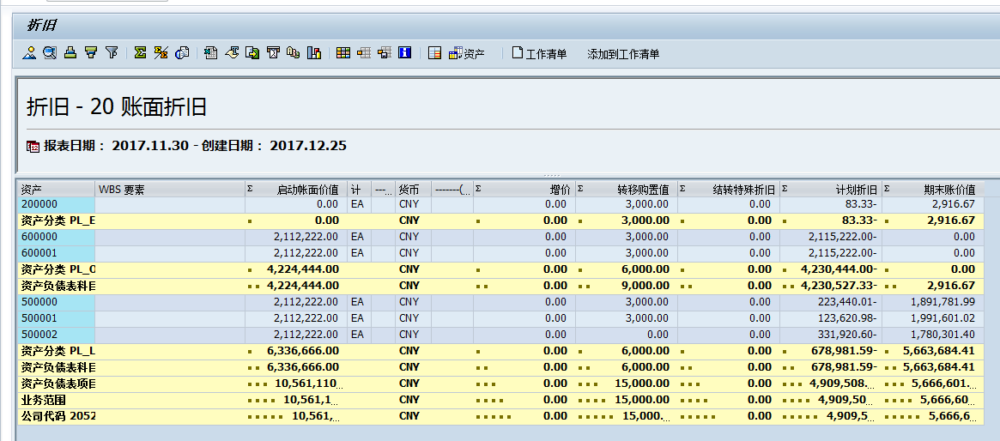 折旧
资产 工作清单 添加到工作清单
折旧 - 20 账面折旧
报表日期： 2017.11.30 - 创建日期： 2017.12.25
资产 WBS 要素 Σ 启动帐面价值 计 ---... 货币 -------(... Σ 增价 Σ 转移购置值 Σ 结转特殊折旧 Σ 计划折旧 Σ 期末账价值
200000 0.00 EA CNY 0.00 3,000.00 0.00 83.33- 2,916.67
资产分类 PL_E 0.00 CNY 0.00 3,000.00 0.00 83.33- 2,916.67
600000 2,112,222.00 EA CNY 0.00 3,000.00 0.00 2,115,222.00- 0.00
600001 2,112,222.00 EA CNY 0.00 3,000.00 0.00 2,115,222.00- 0.00
资产分类 PL_O 4,224,444.00 CNY 0.00 6,000.00 0.00 4,230,444.00- 0.00
资产负债表科目 4,224,444.00 CNY 0.00 9,000.00 0.00 4,230,527.33- 2,916.67
500000 2,112,222.00 EA CNY 0.00 3,000.00 0.00 223,440.01- 1,891,781.99
500001 2,112,222.00 EA CNY 0.00 3,000.00 0.00 123,620.98- 1,991,601.02
500002 2,112,222.00 EA CNY 0.00 0.00 0.00 331,920.60- 1,780,301.40
资产分类 PL_L 6,336,666.00 CNY 0.00 6,000.00 0.00 678,981.59- 5,663,684.41
资产负债表科目 6,336,666.00 CNY 0.00 6,000.00 0.00 678,981.59- 5,663,684.41
资产负债表项目 10,561,110... CNY 0.00 15,000.00 0.00 4,909,508.... 5,666,601....
业务范围 10,561,1... CNY 0.00 15,000.00 0.00 4,909,50... 5,666,60...
公司代码 2052 10,561,... CNY 0.00 15,000.... 0.00 4,909,5... 5,666,6...